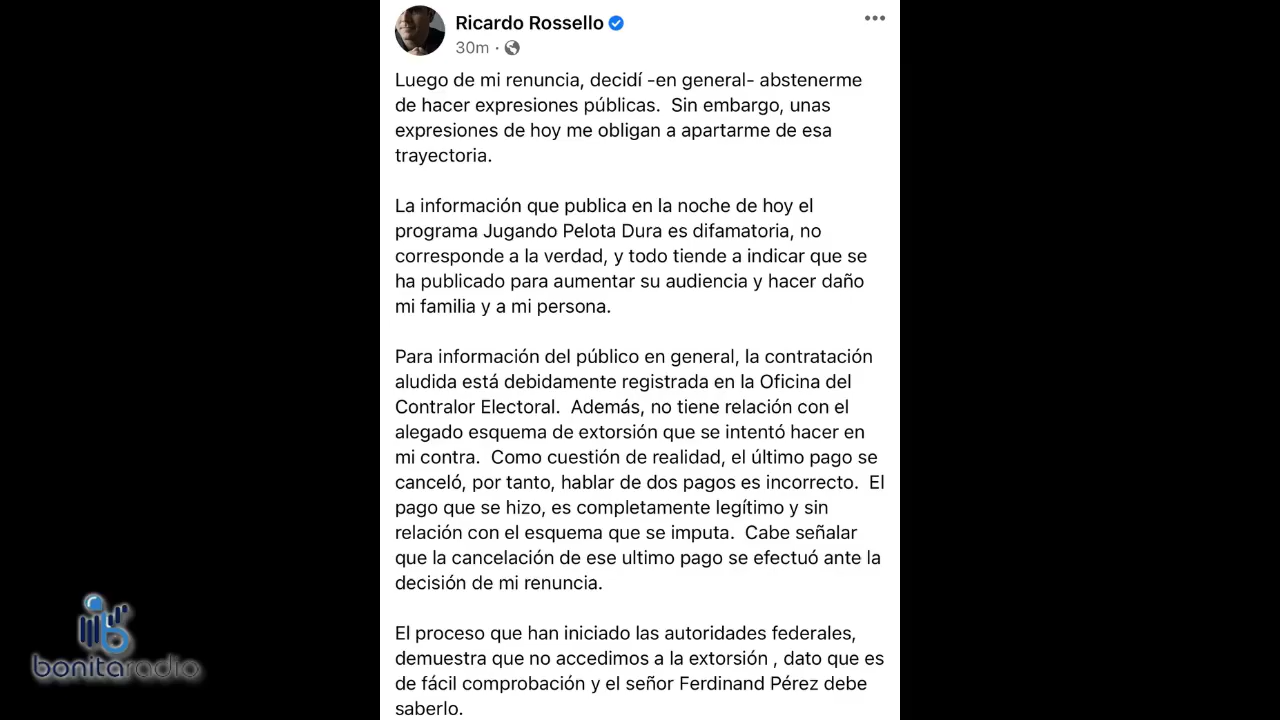 Ricardo Rossello
30m ·
Luego de mi renuncia, decidí -en general- abstenerme
de hacer expresiones públicas.  Sin embargo, unas
expresiones de hoy me obligan a apartarme de esa
trayectoria.
La información que publica en la noche de hoy el
programa Jugando Pelota Dura es difamatoria, no
corresponde a la verdad, y todo tiende a indicar que se
ha publicado para aumentar su audiencia y hacer daño
mi familia y a mi persona.
Para información del público en general, la contratación
aludida está debidamente registrada en la Oficina del
Contralor Electoral.  Además, no tiene relación con el
alegado esquema de extorsión que se intentó hacer en
mi contra.  Como cuestión de realidad, el último pago se
canceló, por tanto, hablar de dos pagos es incorrecto.  El
pago que se hizo, es completamente legítimo y sin
relación con el esquema que se imputa.  Cabe señalar
que la cancelación de ese ultimo pago se efectuó ante la
decisión de mi renuncia.
El proceso que han iniciado las autoridades federales,
demuestra que no accedimos a la extorsión , dato que es
de fácil comprobación y el señor Ferdinand Pérez debe
saberlo.
bonitaradio